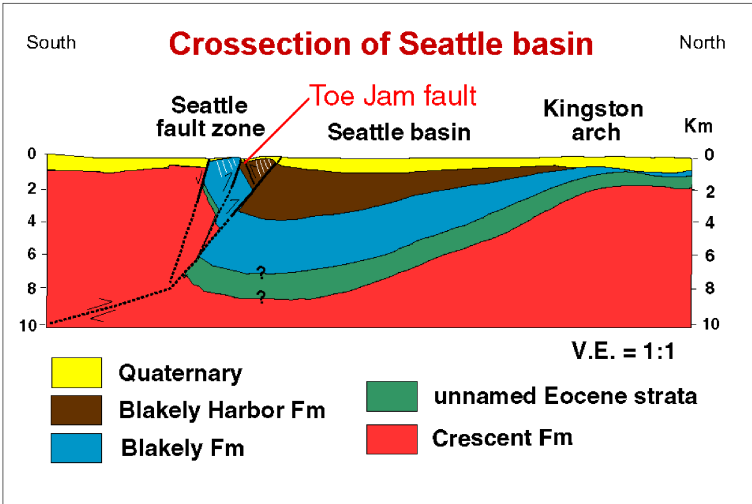 South
Crossection of Seattle basin
North
Toe Jam fault
Seattle
fault zone
Seattle basin
Kingston
arch
Km
0
2
4
6
8
10
0
2
4
6
8
10
?
?
V.E. = 1:1
Quaternary
Blakely Harbor Fm
Blakely Fm
unnamed Eocene strata
Crescent Fm